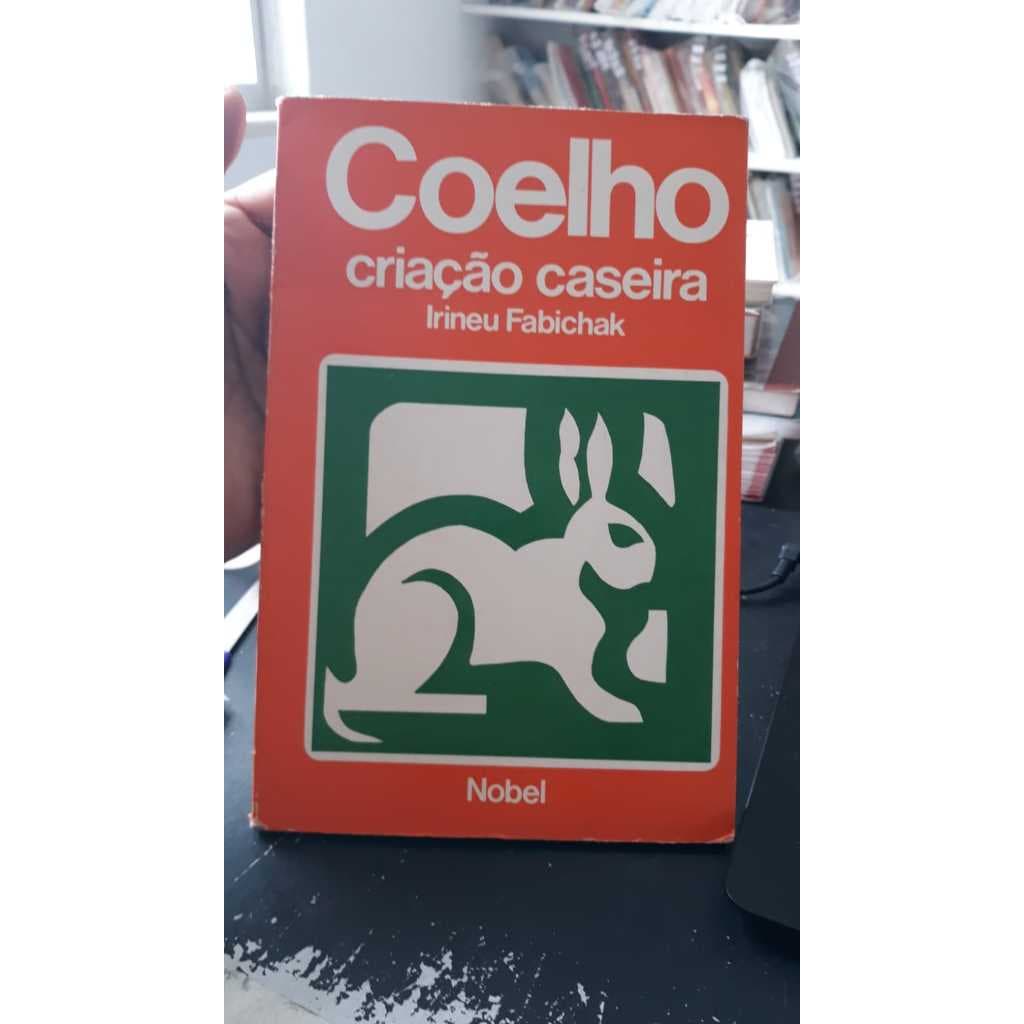 Coelho
criação caseira
Irineu Fabichak
Nobel